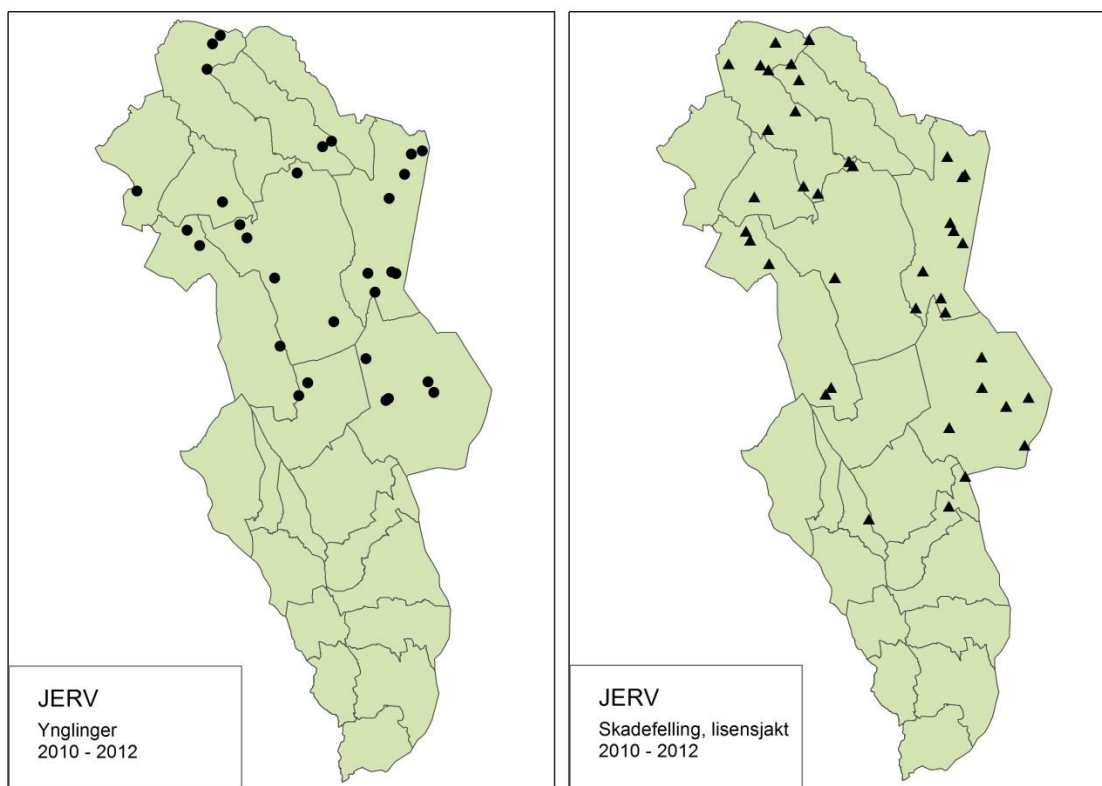 JERV
Ynglinger
2010 - 2012
JERV
Skadefelling, lisensjakt
2010 - 2012